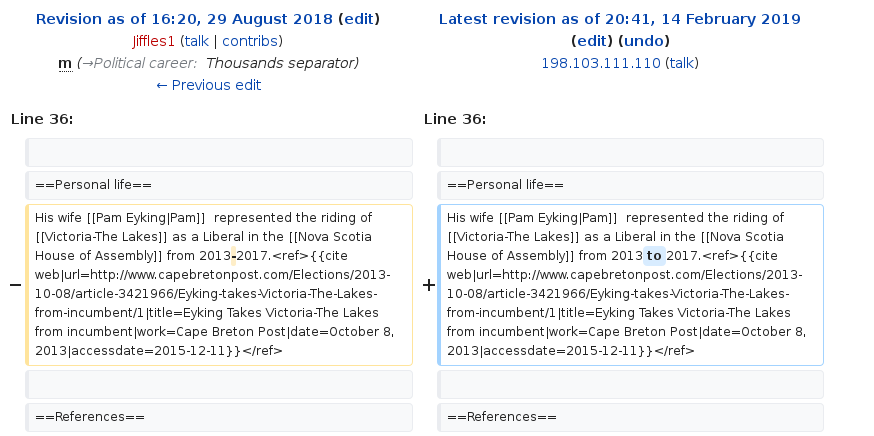 Revision as of 16:20, 29 August 2018 (edit)
Jiffles1 (talk | contribs)
m (→Political career: Thousands separator)
← Previous edit
Latest revision as of 20:41, 14 February 2019
(edit) (undo)
198.103.111.110 (talk)
Line 36:
Line 36:
==Personal life==
==Personal life==
−
His wife [[Pam Eyking|Pam]]  represented the riding of
[[Victoria-The Lakes]] as a Liberal in the [[Nova Scotia
House of Assembly]] from 2013-2017.<ref>{{cite
web|url=http://www.capebretonpost.com/Elections/2013-
10-08/article-3421966/Eyking-takes-Victoria-The-Lakes-
from-incumbent/1|title=Eyking Takes Victoria-The Lakes
from incumbent|work=Cape Breton Post|date=October 8,
2013|accessdate=2015-12-11}}</ref>
+
His wife [[Pam Eyking|Pam]]  represented the riding of
[[Victoria-The Lakes]] as a Liberal in the [[Nova Scotia
House of Assembly]] from 2013 to 2017.<ref>{{cite
web|url=http://www.capebretonpost.com/Elections/2013-
10-08/article-3421966/Eyking-takes-Victoria-The-Lakes-
from-incumbent/1|title=Eyking Takes Victoria-The Lakes
from incumbent|work=Cape Breton Post|date=October 8,
2013|accessdate=2015-12-11}}</ref>
==References==
==References==